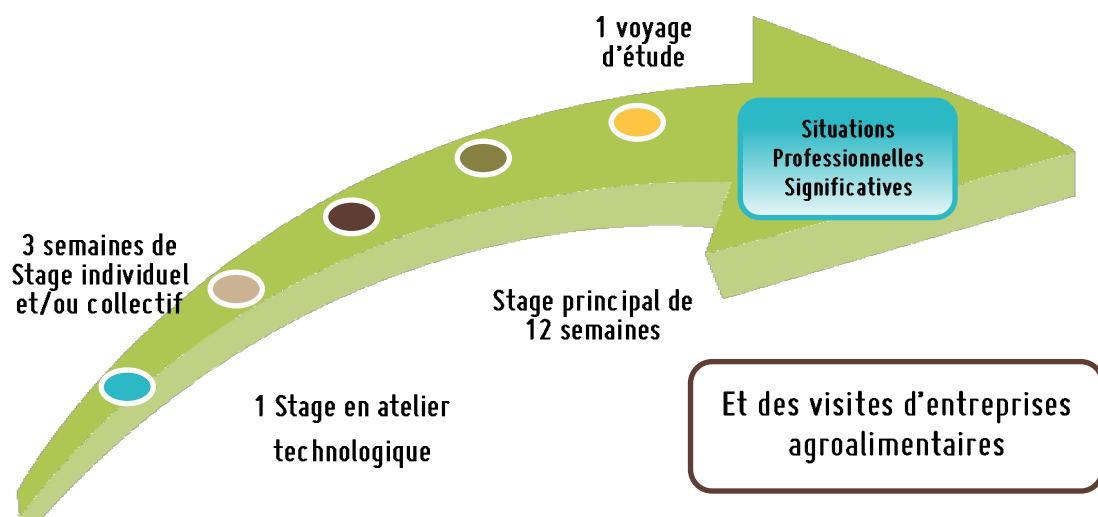 1 voyage
d'étude
Situations
Professionnelles
Significatives
3 semaines de
Stage individuel
et/ou collectif
Stage principal de
12 semaines
1 Stage en atelier
technologique
Et des visites d'entreprises
agroalimentaires